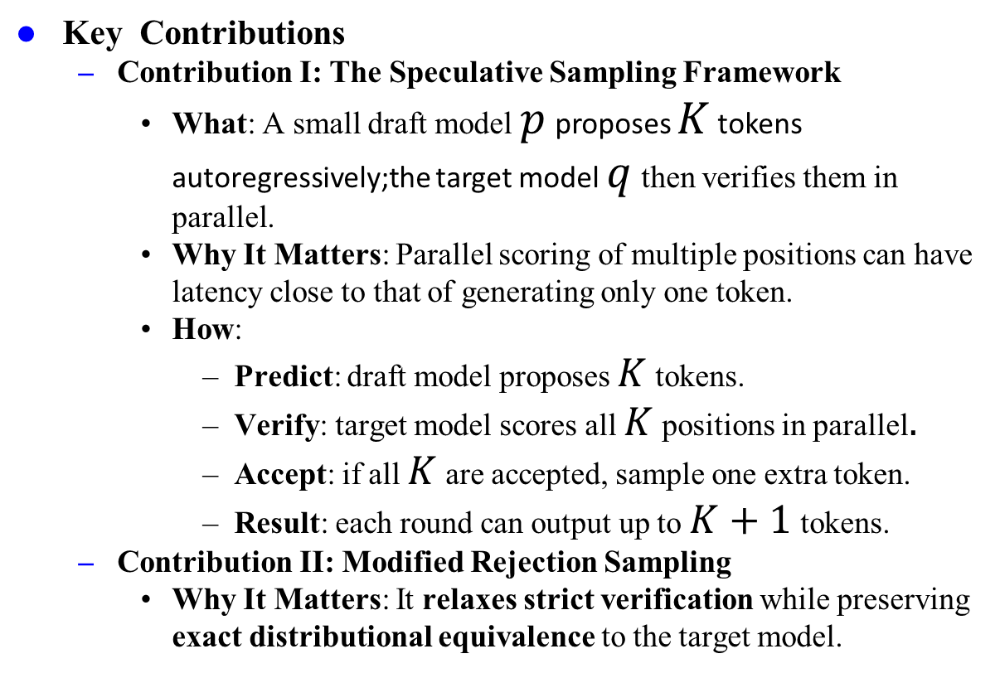 ● Key Contributions
– Contribution I: The Speculative Sampling Framework
• What: A small draft model p proposes K tokens
autoregressively;the target model q then verifies them in
parallel.
• Why It Matters: Parallel scoring of multiple positions can have
latency close to that of generating only one token.
• How:
– Predict: draft model proposes K tokens.
– Verify: target model scores all K positions in parallel.
– Accept: if all K are accepted, sample one extra token.
– Result: each round can output up to K + 1 tokens.
– Contribution II: Modified Rejection Sampling
• Why It Matters: It relaxes strict verification while preserving
exact distributional equivalence to the target model.